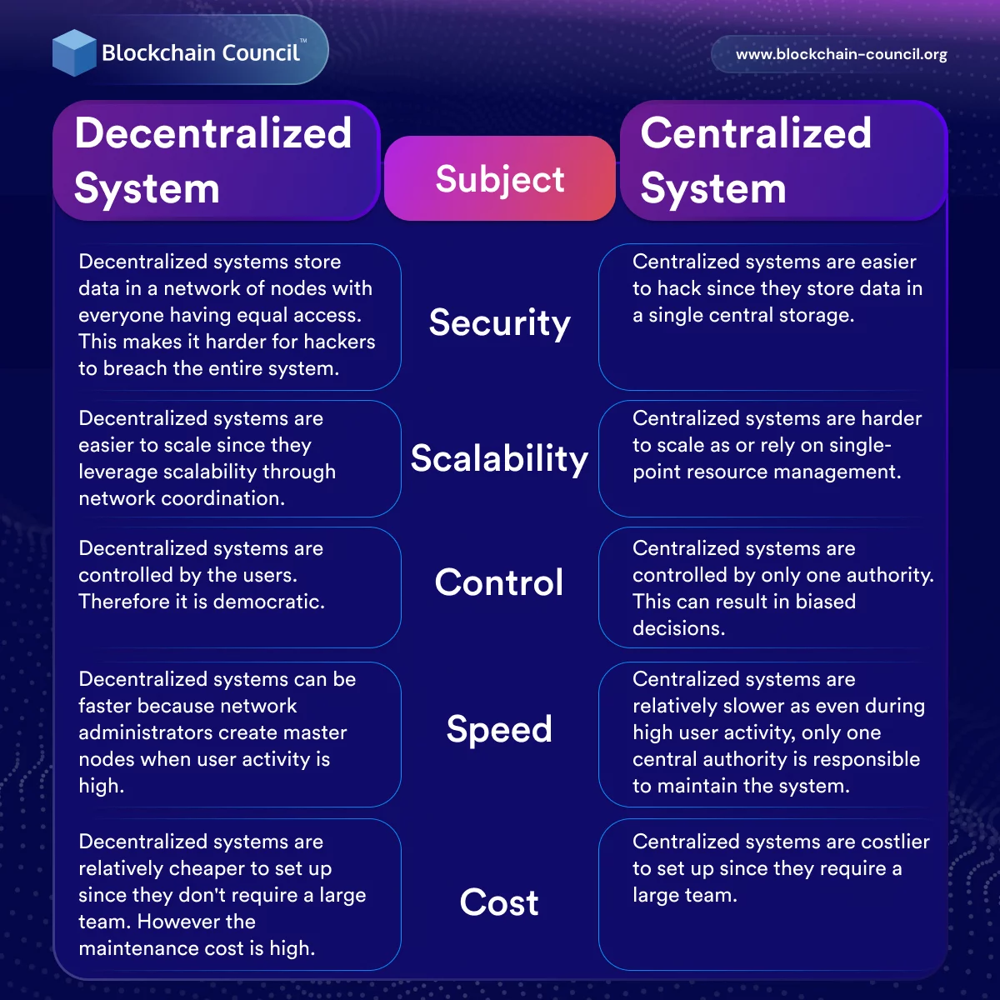 Blockchain Council™
www.blockchain-council.org
Decentralized
System
Subject
Centralized
System
Decentralized systems store
data in a network of nodes with
everyone having equal access.
This makes it harder for hackers
to breach the entire system.
Security
Centralized systems are easier
to hack since they store data in
a single central storage.
Decentralized systems are
easier to scale since they
leverage scalability through
network coordination.
Scalability
Centralized systems are harder
to scale as or rely on single-
point resource management.
Decentralized systems are
controlled by the users.
Therefore it is democratic.
Control
Centralized systems are
controlled by only one authority.
This can result in biased
decisions.
Decentralized systems can be
faster because network
administrators create master
nodes when user activity is
high.
Speed
Centralized systems are
relatively slower as even during
high user activity, only one
central authority is responsible
to maintain the system.
Decentralized systems are
relatively cheaper to set up
since they don't require a large
team. However the
maintenance cost is high.
Cost
Centralized systems are costlier
to set up since they require a
large team.